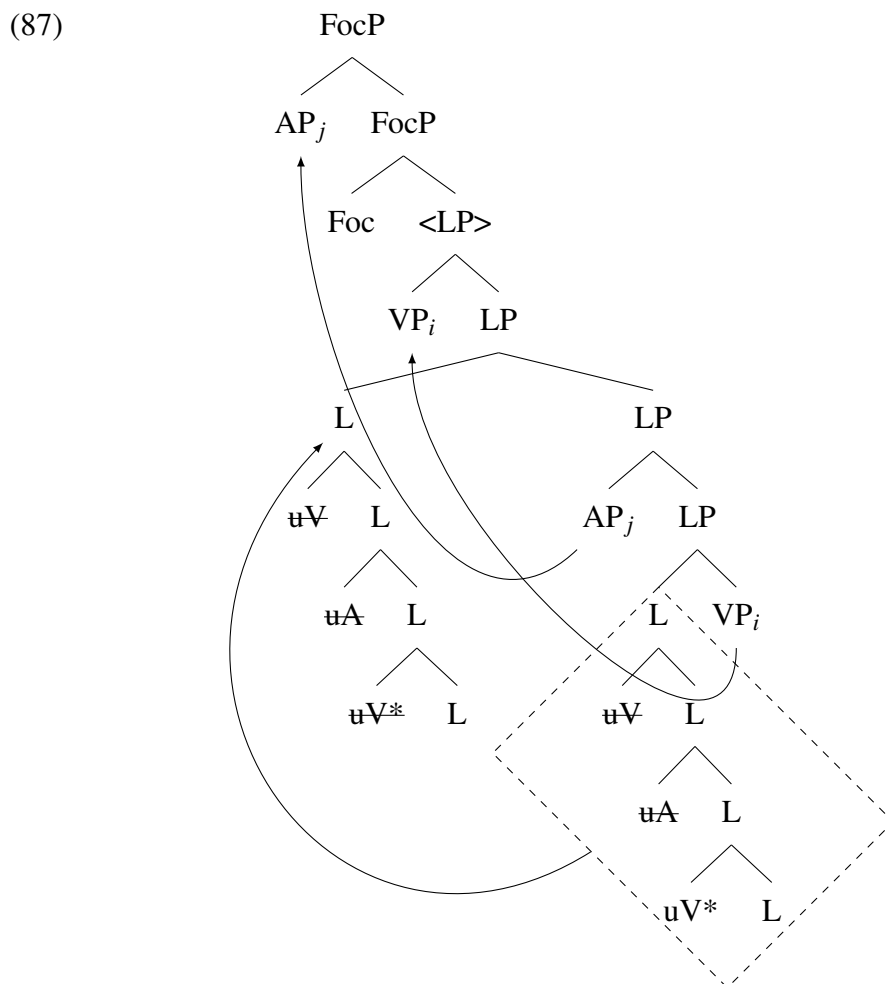 (87) FocP
AP_j FocP
Foc <LP>
VP_i LP
L LP
uV L AP_j LP
uA L L VP_i
uV* L uV L
uA L
uV* L